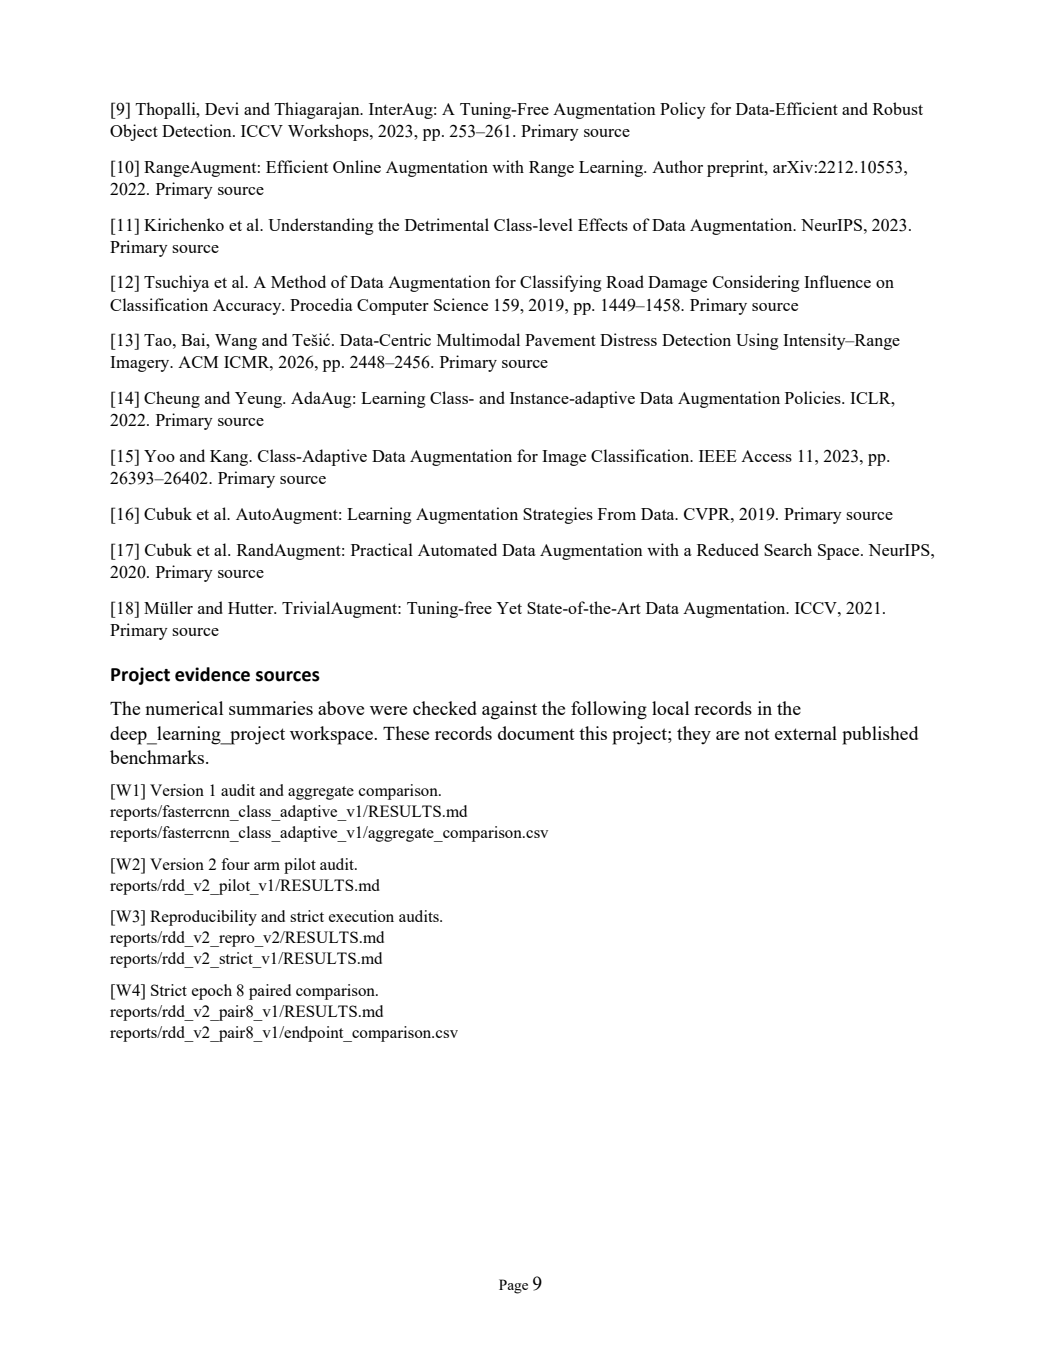 [9] Thopalli, Devi and Thiagarajan. InterAug: A Tuning-Free Augmentation Policy for Data-Efficient and Robust
Object Detection. ICCV Workshops, 2023, pp. 253–261. Primary source
[10] RangeAugment: Efficient Online Augmentation with Range Learning. Author preprint, arXiv:2212.10553,
2022. Primary source
[11] Kirichenko et al. Understanding the Detrimental Class-level Effects of Data Augmentation. NeurIPS, 2023.
Primary source
[12] Tsuchiya et al. A Method of Data Augmentation for Classifying Road Damage Considering Influence on
Classification Accuracy. Procedia Computer Science 159, 2019, pp. 1449–1458. Primary source
[13] Tao, Bai, Wang and Tešić. Data-Centric Multimodal Pavement Distress Detection Using Intensity–Range
Imagery. ACM ICMR, 2026, pp. 2448–2456. Primary source
[14] Cheung and Yeung. AdaAug: Learning Class- and Instance-adaptive Data Augmentation Policies. ICLR,
2022. Primary source
[15] Yoo and Kang. Class-Adaptive Data Augmentation for Image Classification. IEEE Access 11, 2023, pp.
26393–26402. Primary source
[16] Cubuk et al. AutoAugment: Learning Augmentation Strategies From Data. CVPR, 2019. Primary source
[17] Cubuk et al. RandAugment: Practical Automated Data Augmentation with a Reduced Search Space. NeurIPS,
2020. Primary source
[18] Müller and Hutter. TrivialAugment: Tuning-free Yet State-of-the-Art Data Augmentation. ICCV, 2021.
Primary source
Project evidence sources
The numerical summaries above were checked against the following local records in the
deep_learning_project workspace. These records document this project; they are not external published
benchmarks.
[W1] Version 1 audit and aggregate comparison.
reports/fasterrcnn_class_adaptive_v1/RESULTS.md
reports/fasterrcnn_class_adaptive_v1/aggregate_comparison.csv
[W2] Version 2 four arm pilot audit.
reports/rdd_v2_pilot_v1/RESULTS.md
[W3] Reproducibility and strict execution audits.
reports/rdd_v2_repro_v2/RESULTS.md
reports/rdd_v2_strict_v1/RESULTS.md
[W4] Strict epoch 8 paired comparison.
reports/rdd_v2_pair8_v1/RESULTS.md
reports/rdd_v2_pair8_v1/endpoint_comparison.csv
Page 9